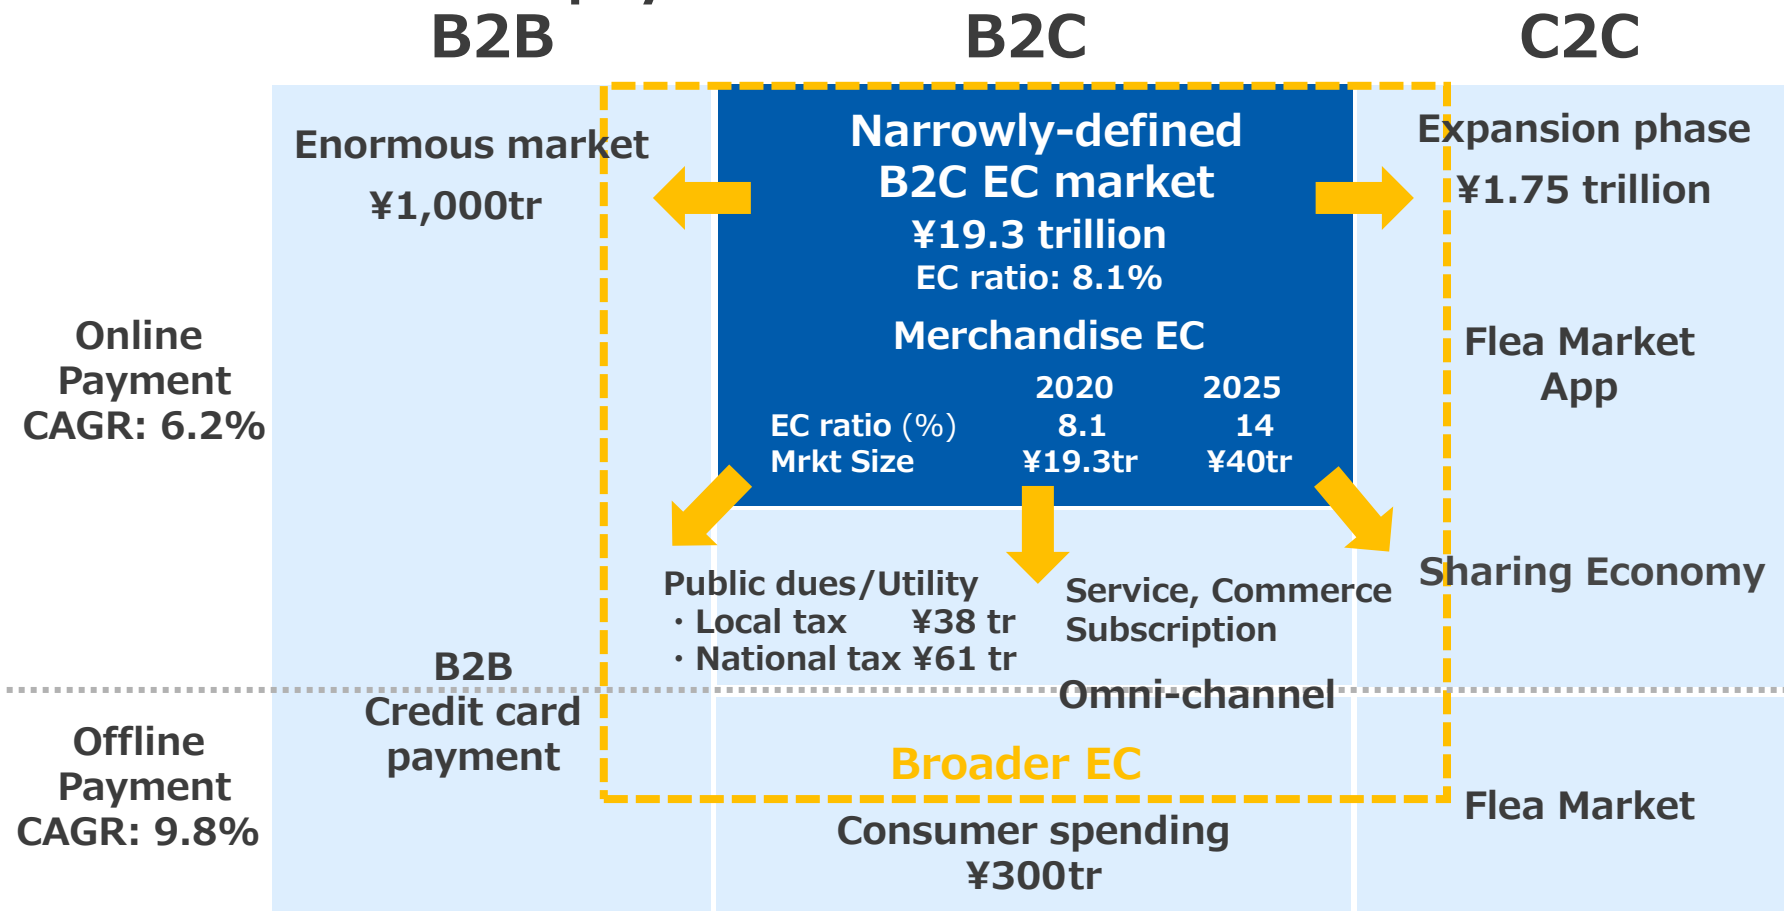 B2B
B2C
C2C
Enormous market
¥1,000tr
Narrowly-defined
B2C EC market
¥19.3 trillion
EC ratio: 8.1%
Merchandise EC
2020 2025
EC ratio (%) 8.1 14
Mrkt Size ¥19.3tr ¥40tr
Expansion phase
¥1.75 trillion
Online
Payment
CAGR: 6.2%
Flea Market
App
Public dues/Utility
・Local tax ¥38 tr
・National tax ¥61 tr
Service, Commerce
Subscription
Sharing Economy
B2B
Credit card
payment
Omni-channel
Offline
Payment
CAGR: 9.8%
Broader EC
Consumer spending
¥300tr
Flea Market